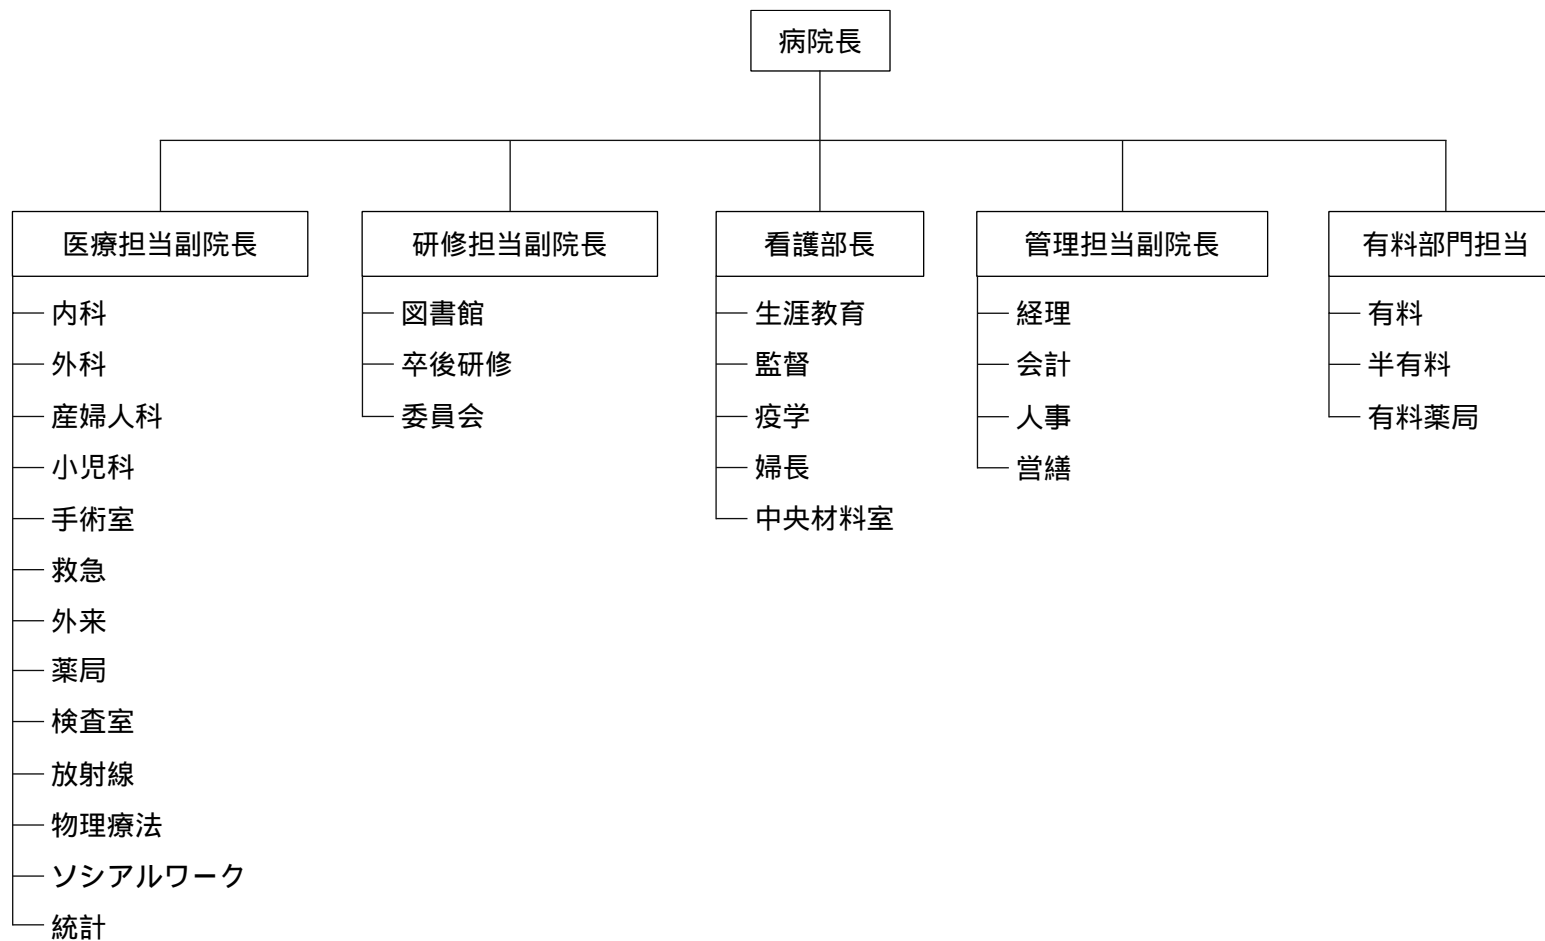 病院長
医療担当副院長
内科
外科
産婦人科
小児科
手術室
救急
外来
薬局
検査室
放射線
物理療法
ソシアルワーク
統計
研修担当副院長
図書館
卒後研修
委員会
看護部長
生涯教育
監督
疫学
婦長
中央材料室
管理担当副院長
経理
会計
人事
営繕
有料部門担当
有料
半有料
有料薬局